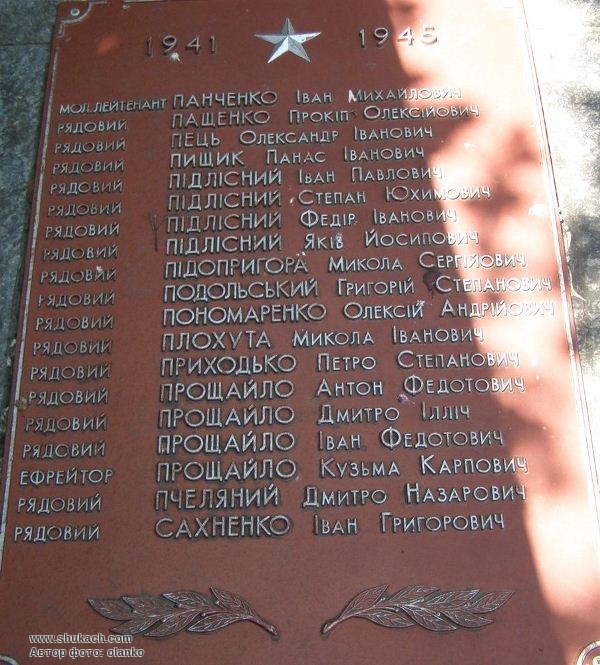 1941 1945
МОЛ. ЛЕЙТЕНАНТ ПАНЧЕНКО ІВАН МИХАЙЛОВИЧ
РЯДОВИЙ ПАЩЕНКО ПРОКІП ОЛЕКСІЙОВИЧ
РЯДОВИЙ ПЕЦЬ ОЛЕКСАНДР ІВАНОВИЧ
РЯДОВИЙ ПИЩИК ПАНАС ІВАНОВИЧ
РЯДОВИЙ ПІДЛІСНИЙ ІВАН ПАВЛОВИЧ
РЯДОВИЙ ПІДЛІСНИЙ СТЕПАН ЮХИМОВИЧ
РЯДОВИЙ ПІДЛІСНИЙ ФЕДІР ІВАНОВИЧ
РЯДОВИЙ ПІДЛІСНИЙ ЯКІВ ЙОСИПОВИЧ
РЯДОВИЙ ПІДОПРИГОРА МИКОЛА СЕРГІЙОВИЧ
РЯДОВИЙ ПОДОЛЬСЬКИЙ ГРИГОРІЙ СТЕПАНОВИЧ
РЯДОВИЙ ПОНОМАРЕНКО ОЛЕКСІЙ АНДРІЙОВИЧ
РЯДОВИЙ ПЛОХУТА МИКОЛА ІВАНОВИЧ
РЯДОВИЙ ПРИХОДЬКО ПЕТРО СТЕПАНОВИЧ
РЯДОВИЙ ПРОЩАЙЛО АНТОН ФЕДОТОВИЧ
РЯДОВИЙ ПРОЩАЙЛО ДМИТРО ІЛЛІЧ
РЯДОВИЙ ПРОЩАЙЛО ІВАН ФЕДОТОВИЧ
ЕФРЕЙТОР ПРОЩАЙЛО КУЗЬМА КАРПОВИЧ
РЯДОВИЙ ПЧЕЛЯНИЙ ДМИТРО НАЗАРОВИЧ
РЯДОВИЙ САХНЕНКО ІВАН ГРИГОРОВИЧ
www.shukach.com
Автор фото: olanko